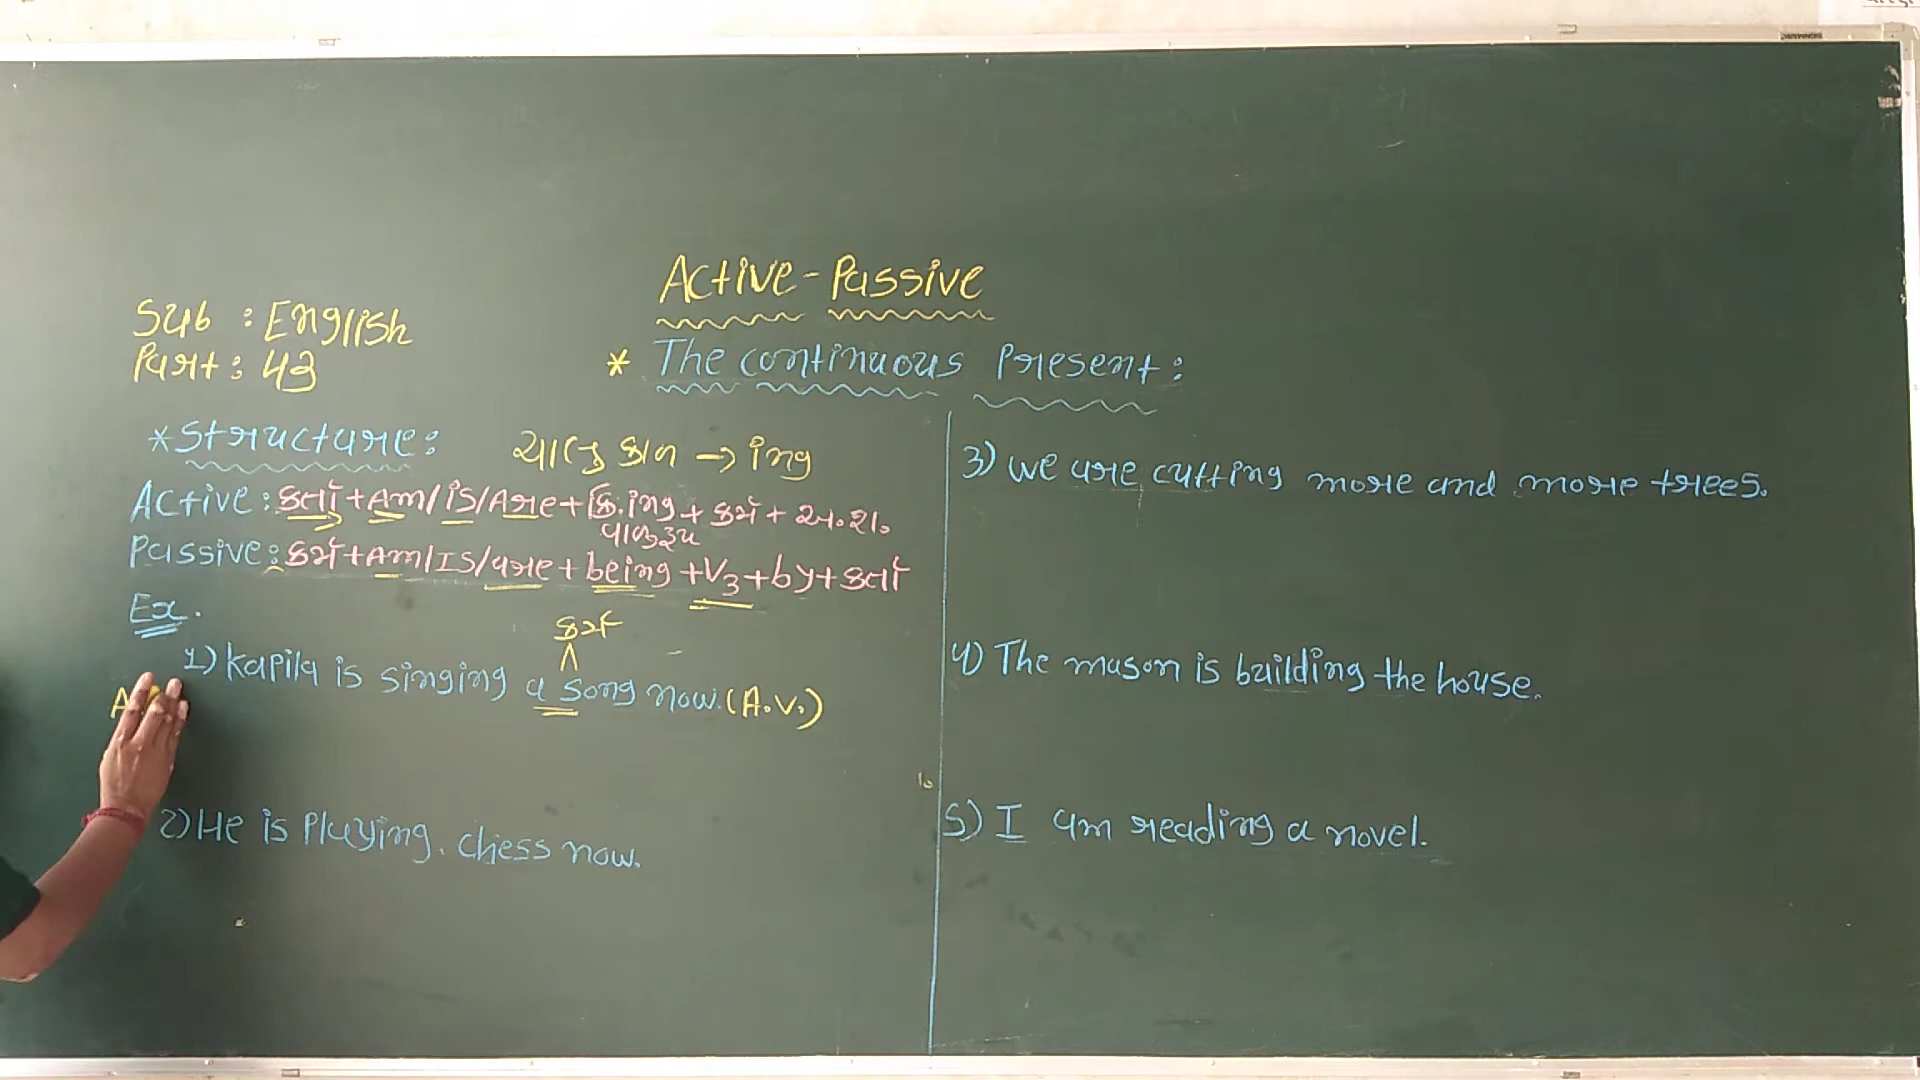 Active-Passive
Sub : English
Part : 43
* The continuous Present :
* Structure :
ચાલુ કાળ → ing
Active : કર્તા + Am/is/Are + ક્રિ.ing + કર્મ + અ.શ.
વાક્ય
Passive : કર્મ + Am/IS/are + being + V3 + by + કર્તા
Ex.
કર્મ
1) Kapila is singing a song now. (A.V.)
A
2) He is Playing. chess now.
3) we are cutting more and more trees.
4) The mason is building the house.
5) I am reading a novel.